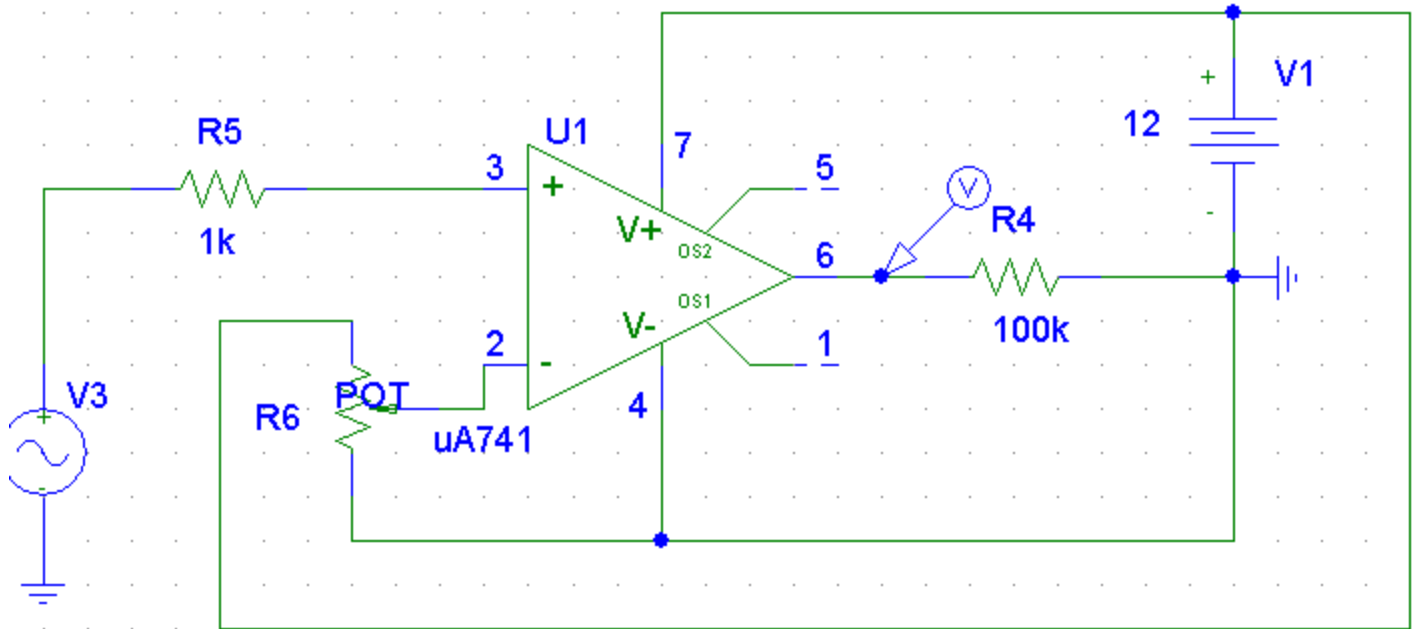 V1
+
12
-
R5
1k
U1
3
+
7
V+
5
OS2
V
R4
6
100k
OS1
V-
1
2
-
4
uA741
POT
R6
V3
+
-